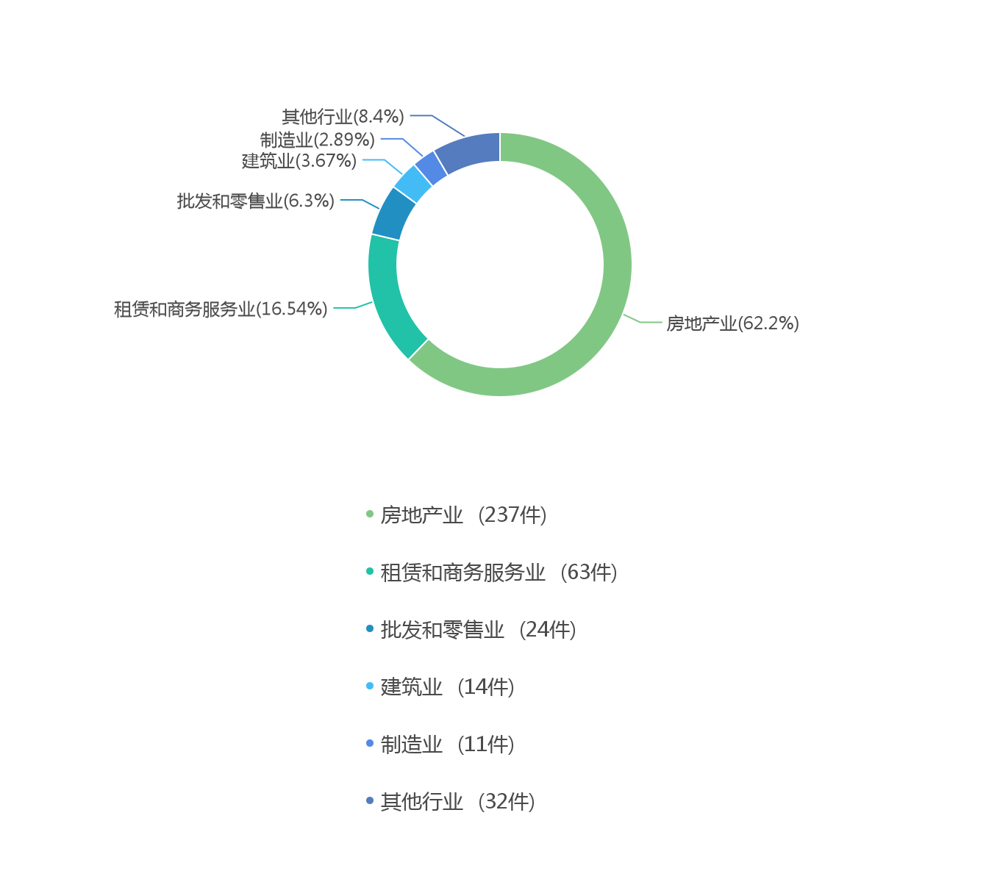 其他行业(8.4%)
制造业(2.89%)
建筑业(3.67%)
批发和零售业(6.3%)
租赁和商务服务业(16.54%)
房地产业(62.2%)
房地产业 (237件)
租赁和商务服务业 (63件)
批发和零售业 (24件)
建筑业 (14件)
制造业 (11件)
其他行业 (32件)